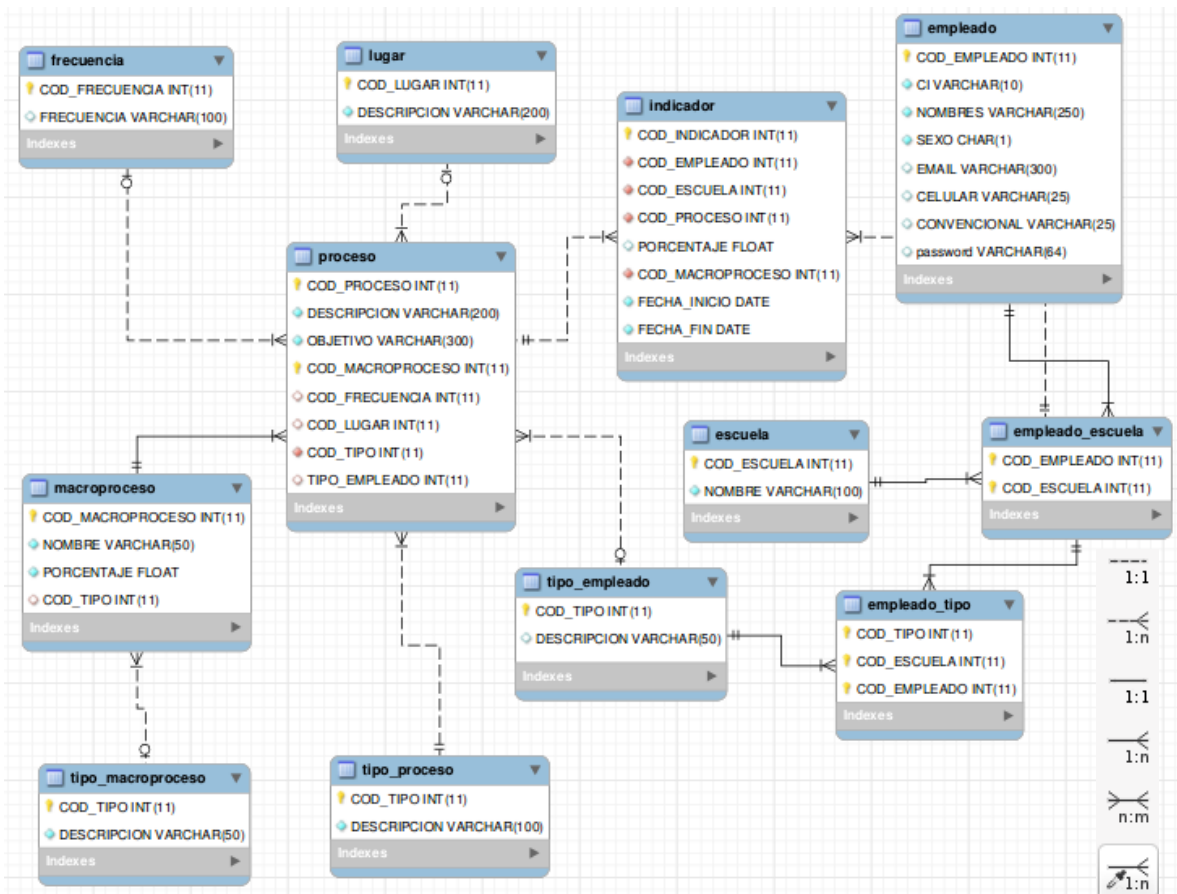 frecuencia
COD_FRECUENCIA INT(11)
FRECUENCIA VARCHAR(100)
Indexes
lugar
COD_LUGAR INT(11)
DESCRIPCION VARCHAR(200)
Indexes
indicador
COD_INDICADOR INT(11)
COD_EMPLEADO INT(11)
COD_ESCUELA INT(11)
COD_PROCESO INT(11)
PORCENTAJE FLOAT
COD_MACROPROCESO INT(11)
FECHA_INICIO DATE
FECHA_FIN DATE
Indexes
empleado
COD_EMPLEADO INT(11)
CI VARCHAR(10)
NOMBRES VARCHAR(250)
SEXO CHAR(1)
EMAIL VARCHAR(300)
CELULAR VARCHAR(25)
CONVENCIONAL VARCHAR(25)
password VARCHAR(64)
Indexes
proceso
COD_PROCESO INT(11)
DESCRIPCION VARCHAR(200)
OBJETIVO VARCHAR(300)
COD_MACROPROCESO INT(11)
COD_FRECUENCIA INT(11)
COD_LUGAR INT(11)
COD_TIPO INT(11)
TIPO_EMPLEADO INT(11)
Indexes
escuela
COD_ESCUELA INT(11)
NOMBRE VARCHAR(100)
Indexes
empleado_escuela
COD_EMPLEADO INT(11)
COD_ESCUELA INT(11)
Indexes
macroproceso
COD_MACROPROCESO INT(11)
NOMBRE VARCHAR(50)
PORCENTAJE FLOAT
COD_TIPO INT(11)
Indexes
tipo_empleado
COD_TIPO INT(11)
DESCRIPCION VARCHAR(50)
Indexes
empleado_tipo
COD_TIPO INT(11)
COD_ESCUELA INT(11)
COD_EMPLEADO INT(11)
Indexes
tipo_macroproceso
COD_TIPO INT(11)
DESCRIPCION VARCHAR(50)
Indexes
tipo_proceso
COD_TIPO INT(11)
DESCRIPCION VARCHAR(100)
Indexes
1:1
1:n
1:1
1:n
n:m
1:n